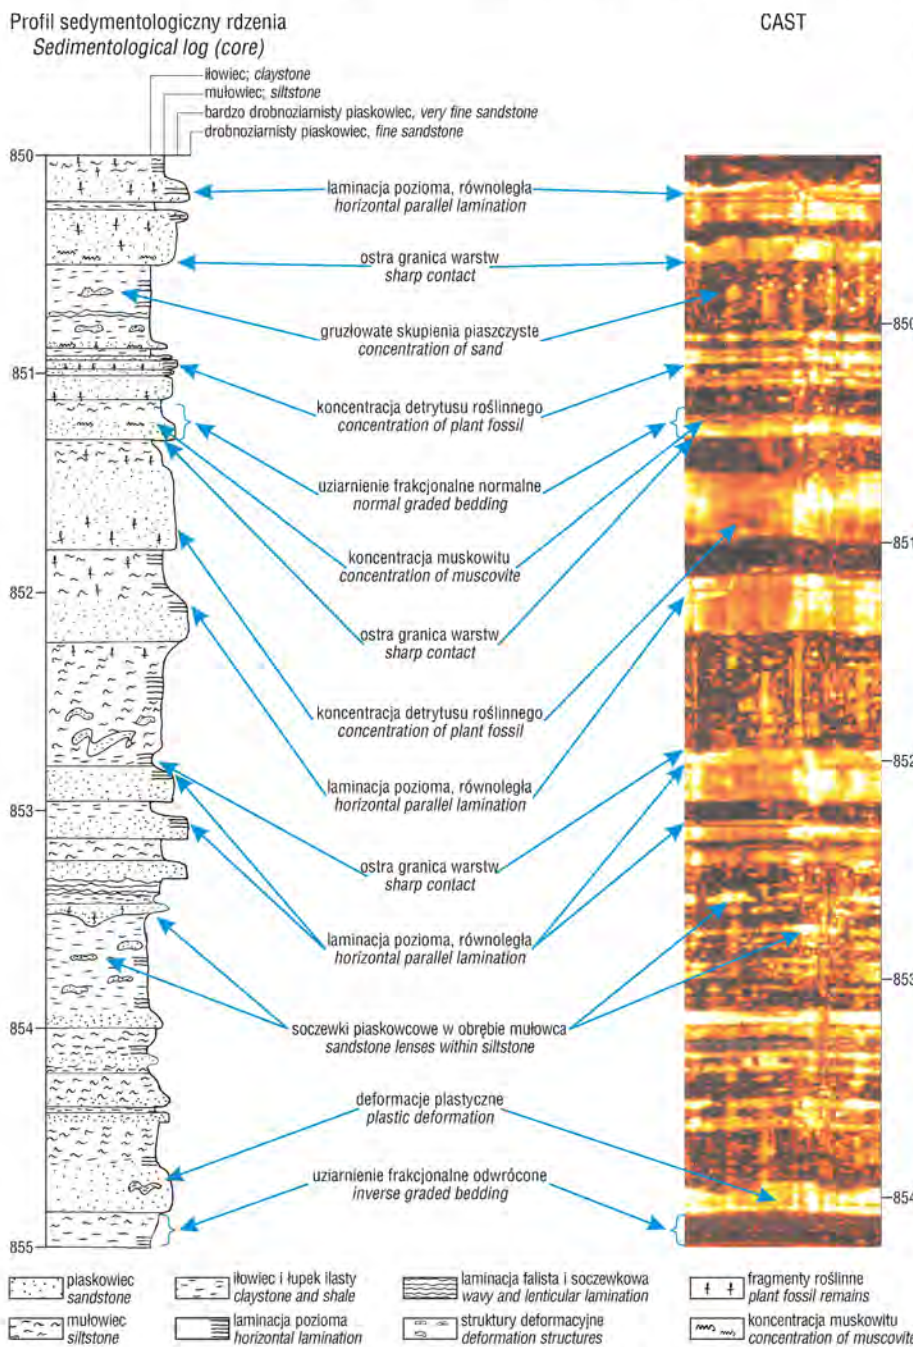 Profil sedymentologiczny rdzenia
Sedimentological log (core)
CAST
iłowiec; claystone
mułowiec; siltstone
bardzo drobnoziarnisty piaskowiec, very fine sandstone
drobnoziarnisty piaskowiec, fine sandstone
850
laminacja pozioma, równoległa
horizontal parallel lamination
ostra granica warstw
sharp contact
gruzłowate skupienia piaszczyste
concentration of sand
850
851
koncentracja detrytusu roślinnego
concentration of plant fossil
uziarnienie frakcjonalne normalne
normal graded bedding
851
koncentracja muskowitu
concentration of muscovite
852
ostra granica warstw
sharp contact
koncentracja detrytusu roślinnego
concentration of plant fossil
852
laminacja pozioma, równoległa
horizontal parallel lamination
853
ostra granica warstw
sharp contact
laminacja pozioma, równoległa
horizontal parallel lamination
853
854
soczewki piaskowcowe w obrębie mułowca
sandstone lenses within siltstone
deformacje plastyczne
plastic deformation
uziarnienie frakcjonalne odwrócone
inverse graded bedding
854
855
piaskowiec
sandstone
iłowiec i łupek ilasty
claystone and shale
laminacja falista i soczewkowa
wavy and lenticular lamination
fragmenty roślinne
plant fossil remains
mułowiec
siltstone
laminacja pozioma
horizontal lamination
struktury deformacyjne
deformation structures
koncentracja muskowitu
concentration of muscovite